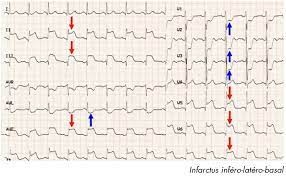 I
II
III
AVR
AVL
AVF
V1
V2
V3
V4
V5
V6
Infarctus inféro-latéro-basal